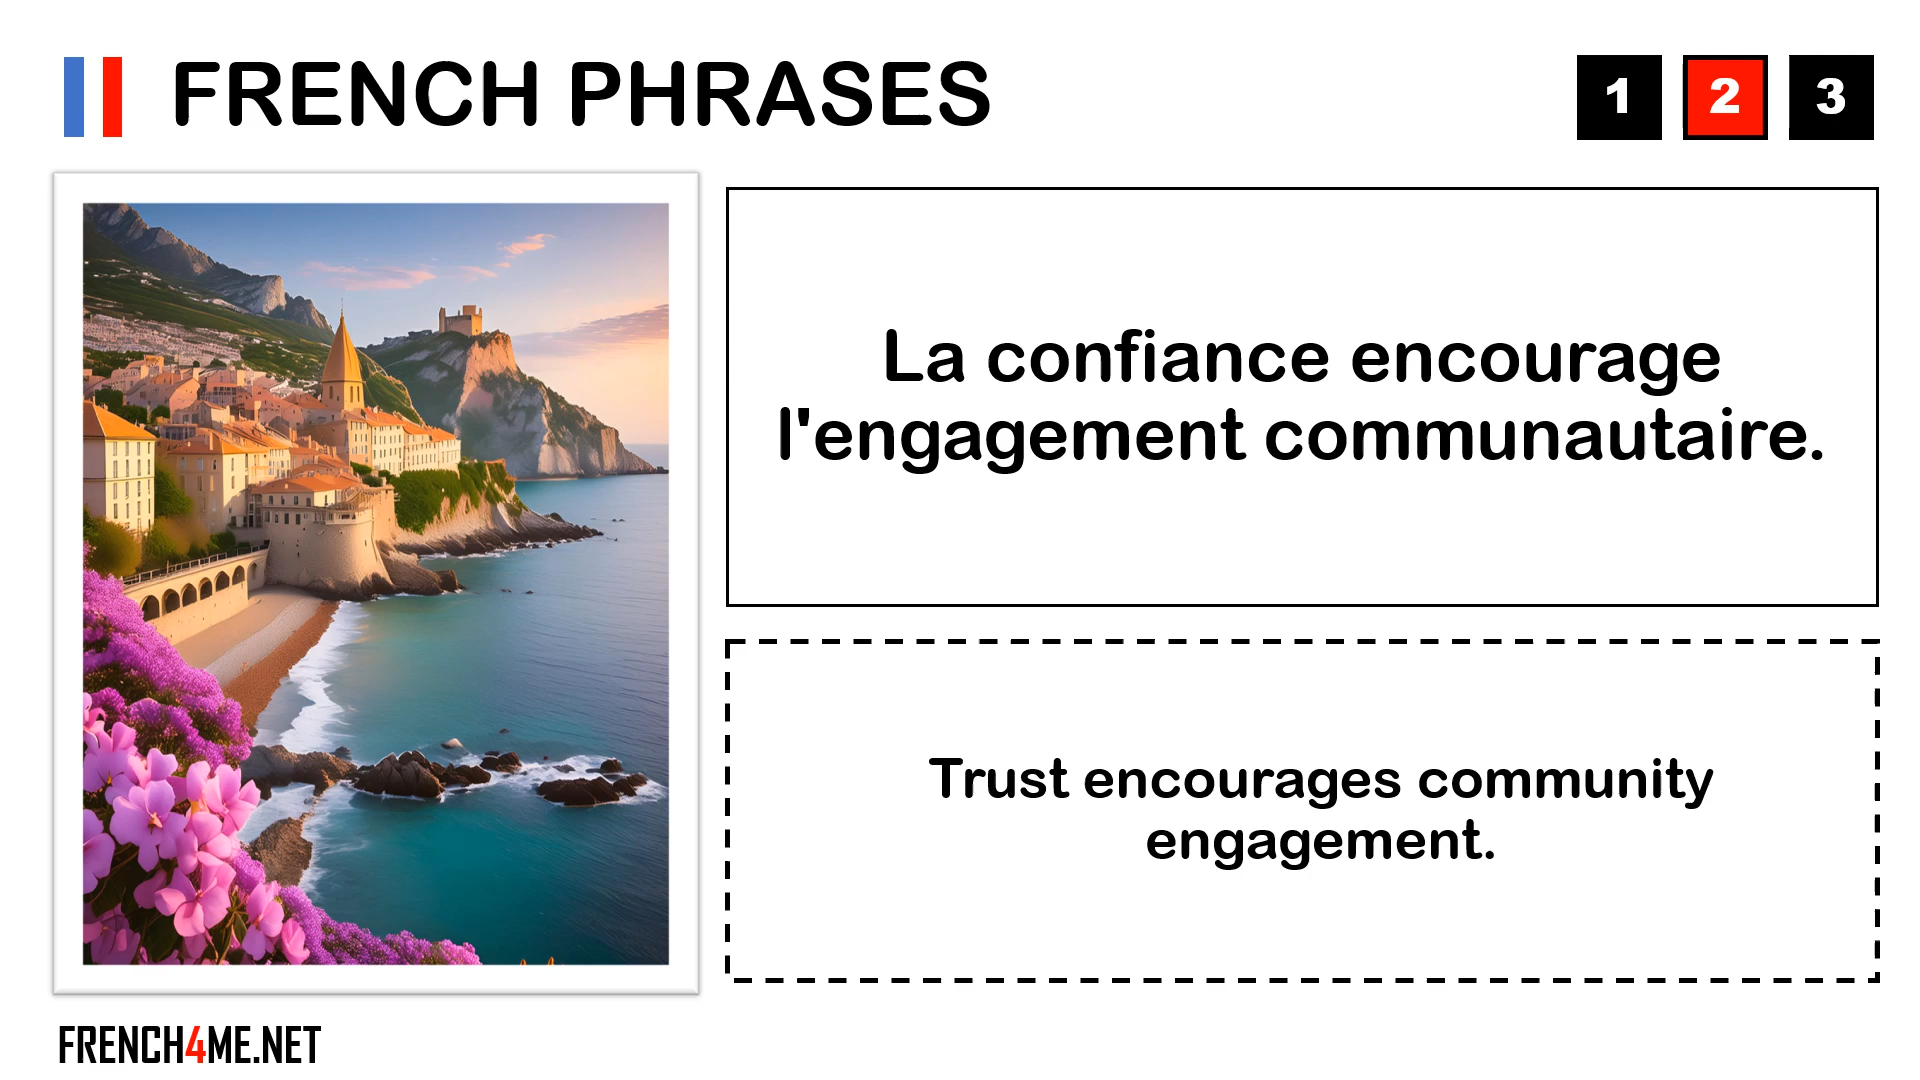 FRENCH PHRASES
1 2 3
La confiance encourage
l'engagement communautaire.
Trust encourages community
engagement.
FRENCH4ME.NET